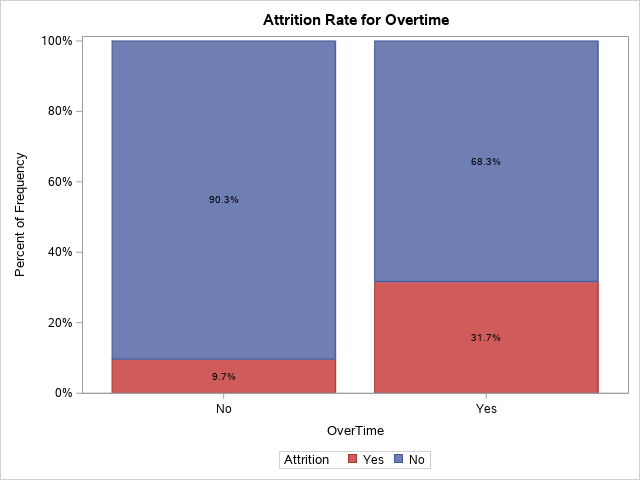 Attrition Rate for Overtime
Percent of Frequency
100%
80%
60%
40%
20%
0%
90.3%
9.7%
68.3%
31.7%
No Yes
OverTime
Attrition Yes No